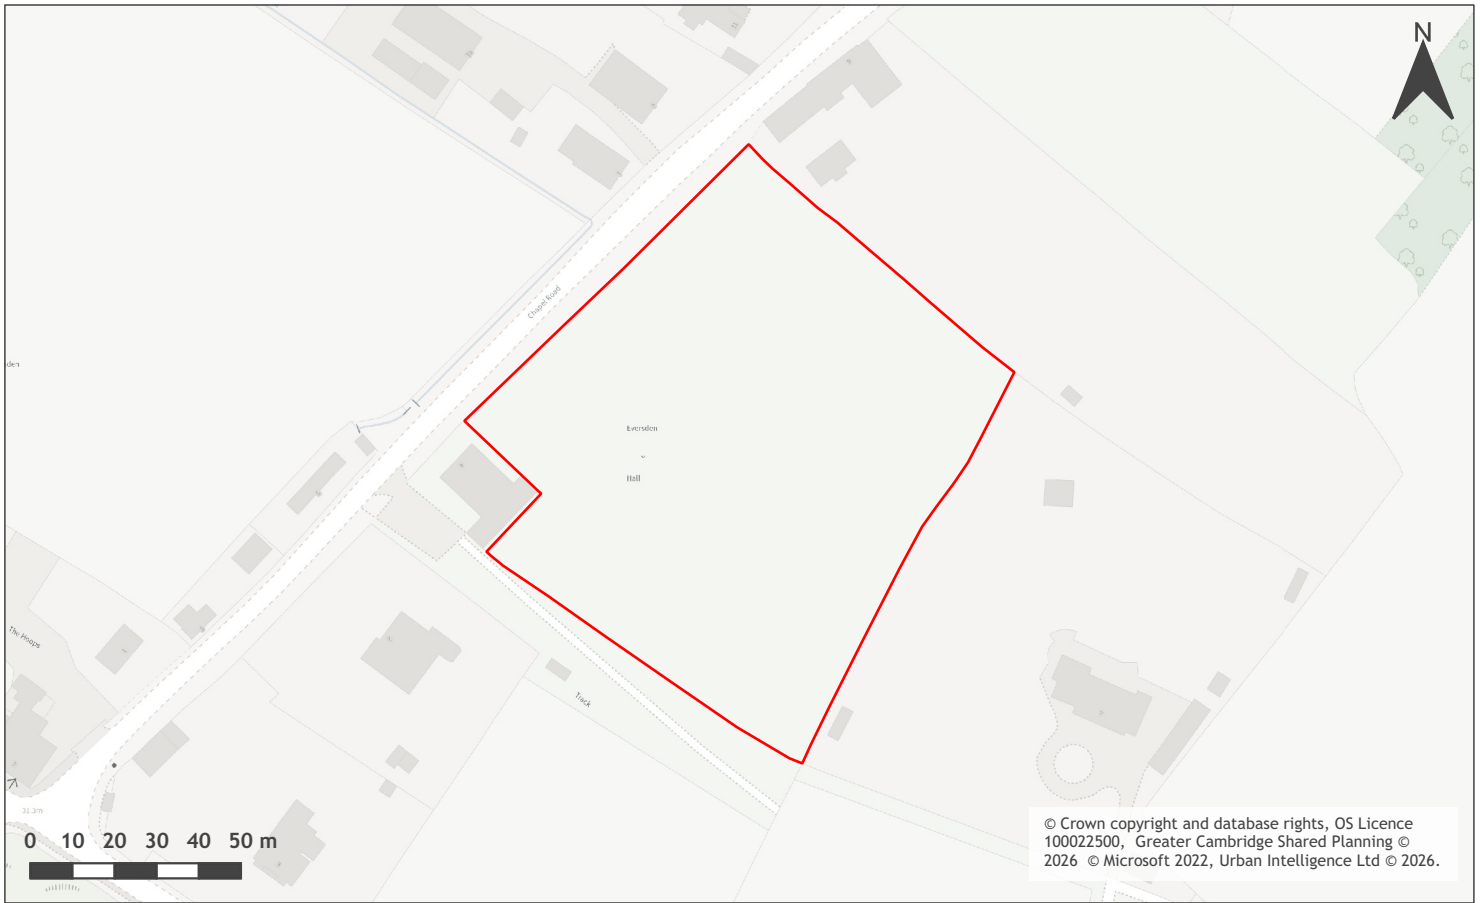 N
Chapel Road
den
Eversden
Hall
The Hoops
Track
31.3m
0 10 20 30 40 50 m
© Crown copyright and database rights, OS Licence
100022500, Greater Cambridge Shared Planning ©
2026 © Microsoft 2022, Urban Intelligence Ltd © 2026.